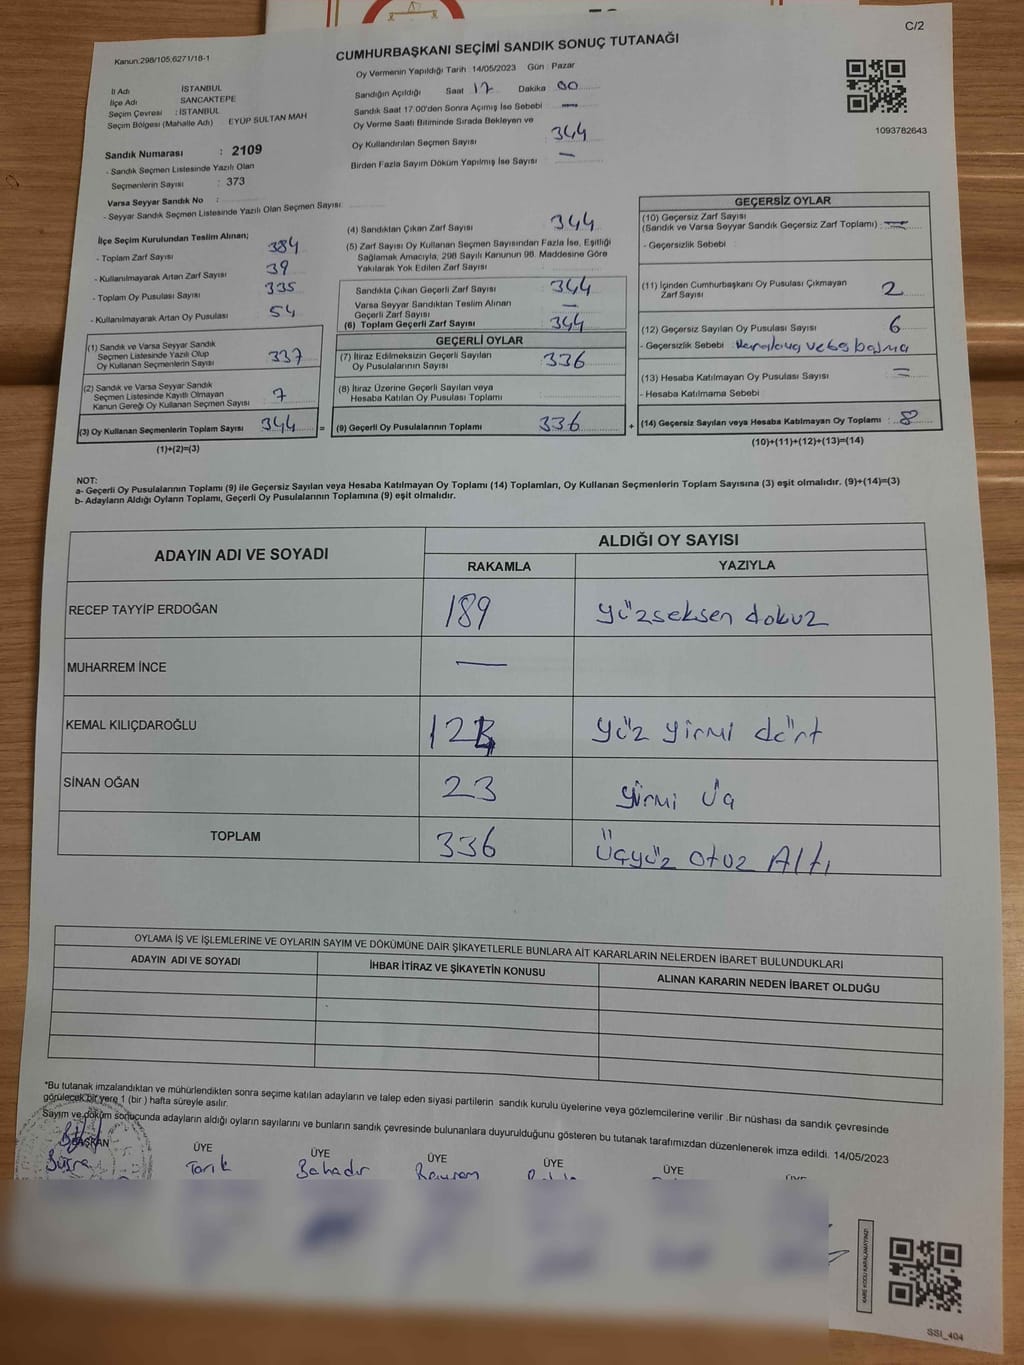 C/2
Kanun:298/105,6271/18-1
CUMHURBAŞKANI SEÇİMİ SANDIK SONUÇ TUTANAĞI
Oy Vermenin Yapıldığı Tarih 14/05/2023 Gün : Pazar
İl Adı İSTANBUL
İlçe Adı SANCAKTEPE
Seçim Çevresi : İSTANBUL
Seçim Bölgesi (Mahalle Adı) EYÜP SULTAN MAH
Sandık Numarası : 2109
- Sandık Seçmen Listesinde Yazılı Olan
Seçmenlerin Sayısı : 373
Varsa Seyyar Sandık No :
- Seyyar Sandık Seçmen Listesinde Yazılı Olan Seçmen Sayısı:
Sandığın Açıldığı Saat 17 Dakika 00
Sandık Saat 17:00'den Sonra Açımış İse Sebebi —
Oy Verme Saati Bitiminde Sırada Bekleyen ve
Oy Kullandırılan Seçmen Sayısı 344
Birden Fazla Sayım Döküm Yapılmış İse Sayısı —
1093782643
İlçe Seçim Kurulundan Teslim Alınan;
- Toplam Zarf Sayısı 384
- Kullanılmayarak Artan Zarf Sayısı 39
- Toplam Oy Pusulası Sayısı 335
- Kullanılmayarak Artan Oy Pusulası 54
(1) Sandık ve Varsa Seyyar Sandık
Seçmen Listesinde Yazılı Olup
Oy Kullanan Seçmenlerin Sayısı 337
(2) Sandık ve Varsa Seyyar Sandık
Seçmen Listesinde Kayıtlı Olmayan
Kanun Gereği Oy Kullanan Seçmen Sayısı 7
(3) Oy Kullanan Seçmenlerin Toplam Sayısı 344 =
(1)+(2)=(3)
(4) Sandıktan Çıkan Zarf Sayısı 344
(5) Zarf Sayısı Oy Kullanan Seçmen Sayısından Fazla İse, Eşitliği
Sağlamak Amacıyla, 298 Sayılı Kanunun 98. Maddesine Göre
Yakılarak Yok Edilen Zarf Sayısı
Sandıkta Çıkan Geçerli Zarf Sayısı 344
Varsa Seyyar Sandıktan Teslim Alınan
Geçerli Zarf Sayısı —
(6) Toplam Geçerli Zarf Sayısı 344
GEÇERLİ OYLAR
(7) İtiraz Edilmeksizin Geçerli Sayılan
Oy Pusulalarının Sayısı 336
(8) İtiraz Üzerine Geçerli Sayılan veya
Hesaba Katılan Oy Pusulası Toplamı
(9) Geçerli Oy Pusulalarının Toplamı 336 +
GEÇERSİZ OYLAR
(10) Geçersiz Zarf Sayısı
(Sandık ve Varsa Seyyar Sandık Geçersiz Zarf Toplamı) :
- Geçersizlik Sebebi :
(11) İçinden Cumhurbaşkanı Oy Pusulası Çıkmayan
Zarf Sayısı 2
(12) Geçersiz Sayılan Oy Pusulası Sayısı 6
- Geçersizlik Sebebi :
(13) Hesaba Katılmayan Oy Pusulası Sayısı =
- Hesaba Katılmama Sebebi
(14) Geçersiz Sayılan veya Hesaba Katılmayan Oy Toplamı : 8
(10)+(11)+(12)+(13)=(14)
NOT:
a- Geçerli Oy Pusulalarının Toplamı (9) ile Geçersiz Sayılan veya Hesaba Katılmayan Oy Toplamı (14) Toplamları, Oy Kullanan Seçmenlerin Toplam Sayısına (3) eşit olmalıdır. (9)+(14)=(3)
b- Adayların Aldığı Oyların Toplamı, Geçerli Oy Pusulalarının Toplamına (9) eşit olmalıdır.
ADAYIN ADI VE SOYADI
ALDIĞI OY SAYISI
RAKAMLA YAZIYLA
RECEP TAYYİP ERDOĞAN 189 yüzseksen dokuz
MUHARREM İNCE —
KEMAL KILIÇDAROĞLU 124 yüz yirmi dört
SİNAN OĞAN 23 yirmi üç
TOPLAM 336 Üçyüz otuz Altı
OYLAMA İŞ VE İŞLEMLERİNE VE OYLARIN SAYIM VE DÖKÜMÜNE DAİR ŞİKAYETLERLE BUNLARA AİT KARARLARIN NELERDEN İBARET BULUNDUKLARI
ADAYIN ADI VE SOYADI
İHBAR İTİRAZ VE ŞİKAYETİN KONUSU
ALINAN KARARIN NEDEN İBARET OLDUĞU
*Bu tutanak imzalandıktan ve mühürlendikten sonra seçime katılan adayların ve talep eden siyasi partilerin sandık kurulu üyelerine veya gözlemcilerine verilir .Bir nüshası da sandık çevresinde
görülecek bir yere 1 (bir ) hafta süreyle asılır.
Sayım ve döküm sonucunda adayların aldığı oyların sayılarını ve bunların sandık çevresinde bulunanlara duyurulduğunu gösteren bu tutanak tarafımızdan düzenlenerek imza edildi. 14/05/2023
BAŞKAN ÜYE ÜYE ÜYE ÜYE ÜYE
Büşra Tarık Bahadır
KARE KODU KARALAMAYINIZ!
SSI_404